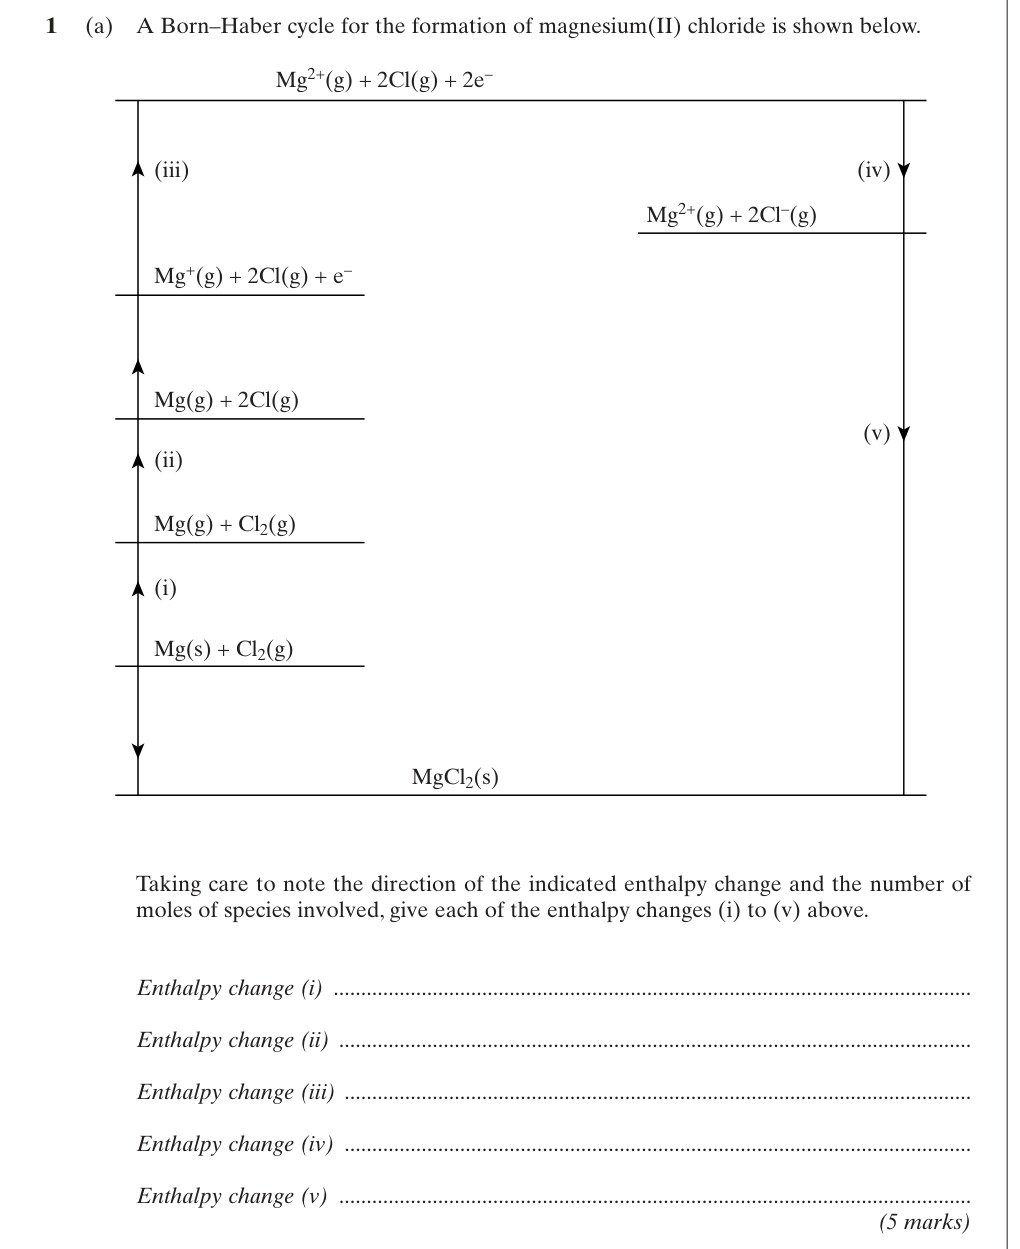 1 (a) A Born–Haber cycle for the formation of magnesium(II) chloride is shown below.
Mg²⁺(g) + 2Cl(g) + 2e⁻
(iii)
(iv)
Mg²⁺(g) + 2Cl⁻(g)
Mg⁺(g) + 2Cl(g) + e⁻
Mg(g) + 2Cl(g)
(v)
(ii)
Mg(g) + Cl₂(g)
(i)
Mg(s) + Cl₂(g)
MgCl₂(s)
Taking care to note the direction of the indicated enthalpy change and the number of
moles of species involved, give each of the enthalpy changes (i) to (v) above.
Enthalpy change (i) ....................................................................................................................
Enthalpy change (ii) ...................................................................................................................
Enthalpy change (iii) ..................................................................................................................
Enthalpy change (iv) ..................................................................................................................
Enthalpy change (v) ...................................................................................................................
(5 marks)